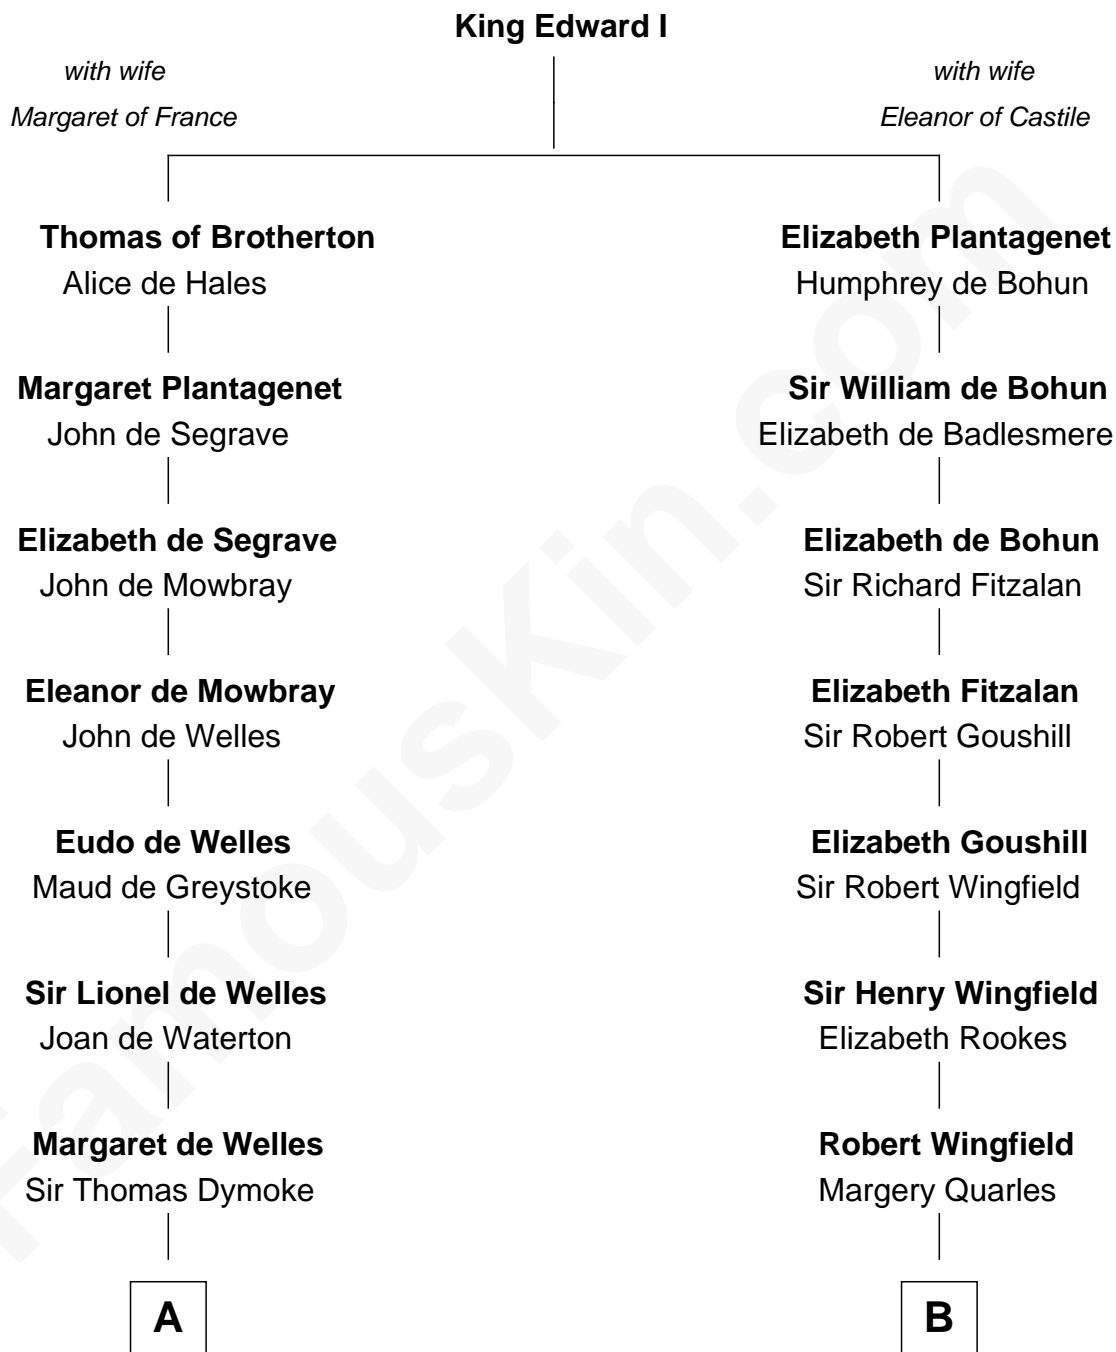 King Edward I
with wife
Margaret of France
with wife
Eleanor of Castile
Thomas of Brotherton
Alice de Hales
Elizabeth Plantagenet
Humphrey de Bohun
Margaret Plantagenet
John de Segrave
Sir William de Bohun
Elizabeth de Badlesmere
Elizabeth de Segrave
John de Mowbray
Elizabeth de Bohun
Sir Richard Fitzalan
Eleanor de Mowbray
John de Welles
Elizabeth Fitzalan
Sir Robert Goushill
Eudo de Welles
Maud de Greystoke
Elizabeth Goushill
Sir Robert Wingfield
Sir Lionel de Welles
Joan de Waterton
Sir Henry Wingfield
Elizabeth Rookes
Margaret de Welles
Sir Thomas Dymoke
Robert Wingfield
Margery Quarles
A
B
FamousKin.com